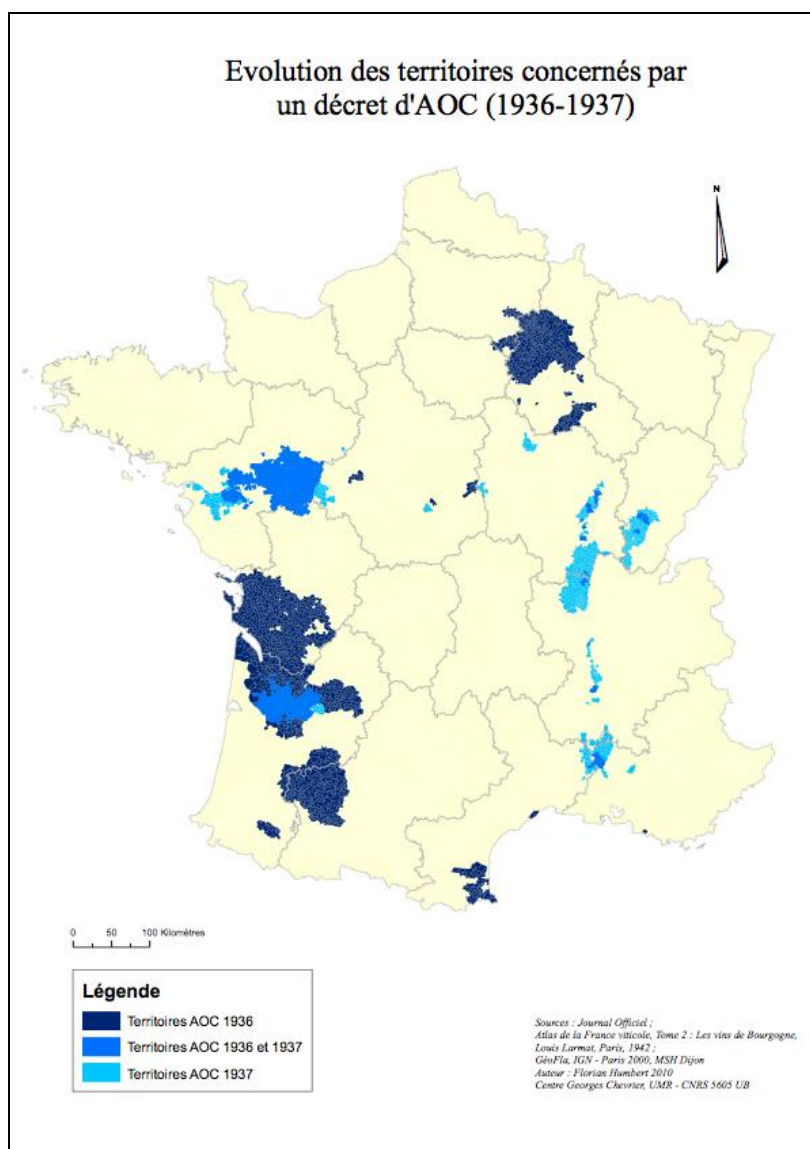 Evolution des territoires concernés par
un décret d'AOC (1936-1937)
N
0 50 100 Kilomètres
Légende
Territoires AOC 1936
Territoires AOC 1936 et 1937
Territoires AOC 1937
Sources : Journal Officiel ;
Atlas de la France viticole, Tome 2 : Les vins de Bourgogne,
Louis Larmat, Paris, 1942 ;
GéoFla, IGN - Paris 2000, MSH Dijon
Auteur : Florian Humbert 2010
Centre Georges Chevrier, UMR - CNRS 5605 UB